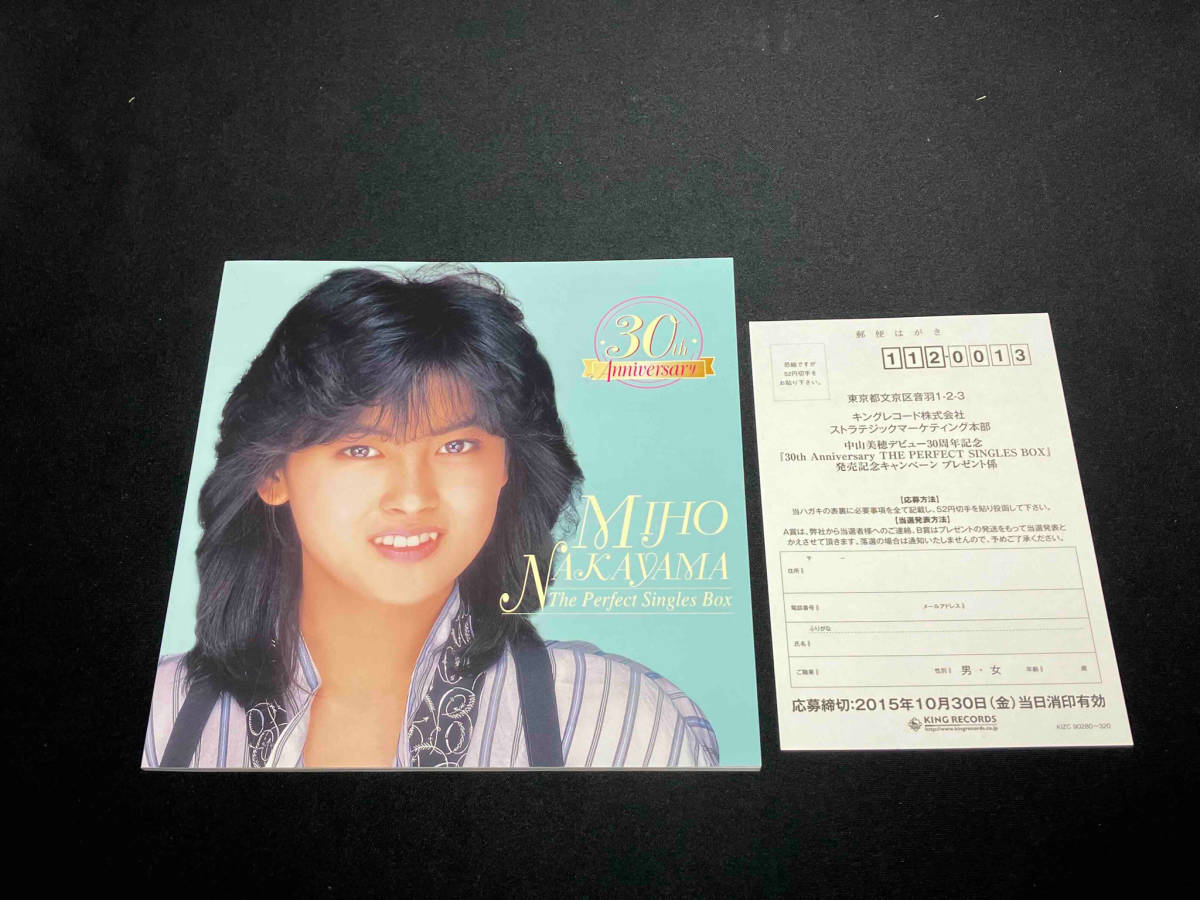 30th
Anniversary
MIHO
NAKAYAMA
The Perfect Singles Box
郵便はがき
恐縮ですが
52円切手を
お貼り下さい。
112-0013
東京都文京区音羽1-2-3
キングレコード株式会社
ストラテジックマーケティング本部
中山美穂デビュー30周年記念
『30th Anniversary THE PERFECT SINGLES BOX』
発売記念キャンペーン プレゼント係
【応募方法】
当ハガキの表裏に必要事項を全て記載し、52円切手を貼り投函して下さい。
【当選発表方法】
A賞は、弊社から当選者様へのご連絡、B賞はプレゼントの発送をもって当選発表と
かえさせて頂きます。落選の場合は通知いたしませんので、予めご了承ください。
〒 －
住所
電話番号 メールアドレス
ふりがな
氏名
ご職業 性別 男・女 年齢 歳
応募締切:2015年10月30日(金)当日消印有効
KING RECORDS
http://www.kingrecords.co.jp
KIZC 90280〜320